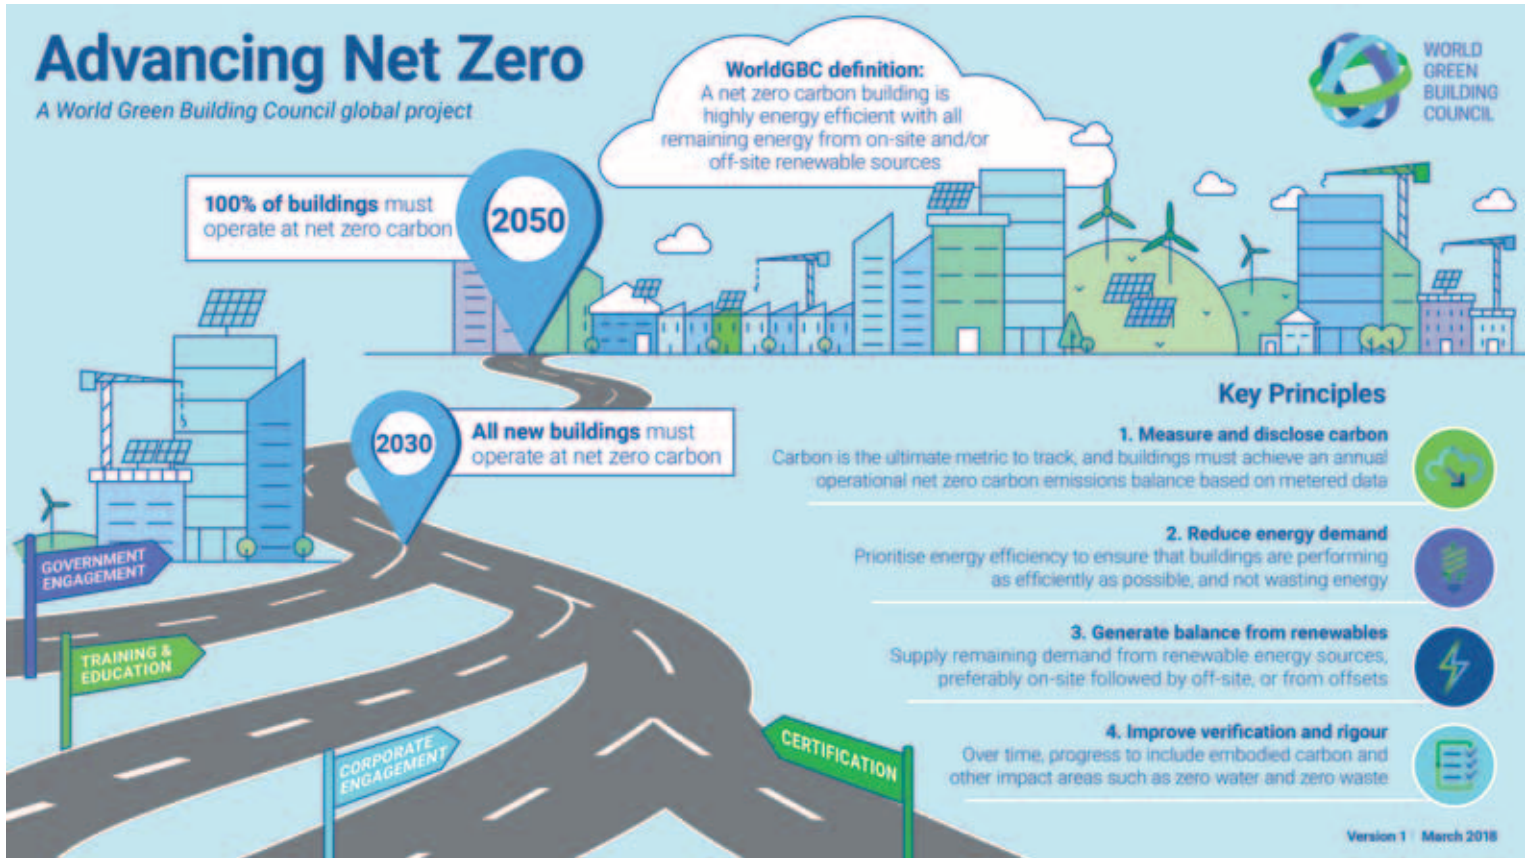 Advancing Net Zero
A World Green Building Council global project
WorldGBC definition:
A net zero carbon building is
highly energy efficient with all
remaining energy from on-site and/or
off-site renewable sources
WORLD
GREEN
BUILDING
COUNCIL
100% of buildings must
operate at net zero carbon
2050
2030
All new buildings must
operate at net zero carbon
GOVERNMENT
ENGAGEMENT
TRAINING &
EDUCATION
CORPORATE
ENGAGEMENT
CERTIFICATION
Key Principles
1. Measure and disclose carbon
Carbon is the ultimate metric to track, and buildings must achieve an annual
operational net zero carbon emissions balance based on metered data
2. Reduce energy demand
Prioritise energy efficiency to ensure that buildings are performing
as efficiently as possible, and not wasting energy
3. Generate balance from renewables
Supply remaining demand from renewable energy sources,
preferably on-site followed by off-site, or from offsets
4. Improve verification and rigour
Over time, progress to include embodied carbon and
other impact areas such as zero water and zero waste
Version 1 | March 2018